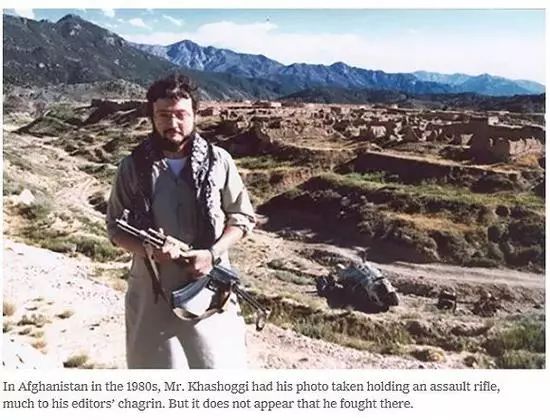 In Afghanistan in the 1980s, Mr. Khashoggi had his photo taken holding an assault rifle,
much to his editors’ chagrin. But it does not appear that he fought there.